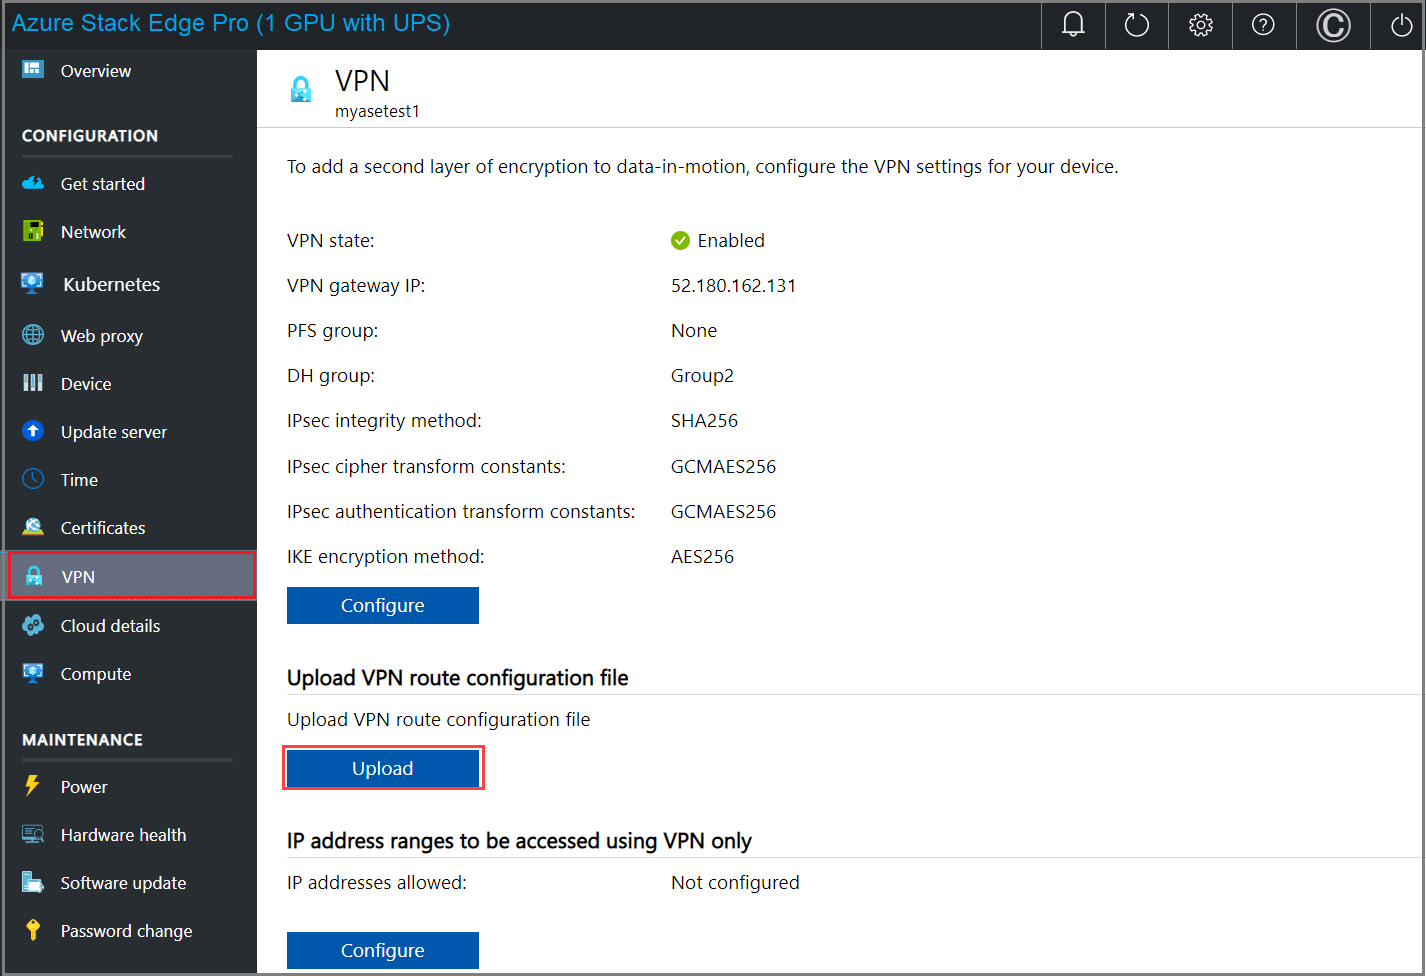 Azure Stack Edge Pro (1 GPU with UPS)
Overview
CONFIGURATION
Get started
Network
Kubernetes
Web proxy
Device
Update server
Time
Certificates
VPN
Cloud details
Compute
MAINTENANCE
Power
Hardware health
Software update
Password change
VPN
myasetest1
To add a second layer of encryption to data-in-motion, configure the VPN settings for your device.
VPN state: Enabled
VPN gateway IP: 52.180.162.131
PFS group: None
DH group: Group2
IPsec integrity method: SHA256
IPsec cipher transform constants: GCMAES256
IPsec authentication transform constants: GCMAES256
IKE encryption method: AES256
Configure
Upload VPN route configuration file
Upload VPN route configuration file
Upload
IP address ranges to be accessed using VPN only
IP addresses allowed: Not configured
Configure